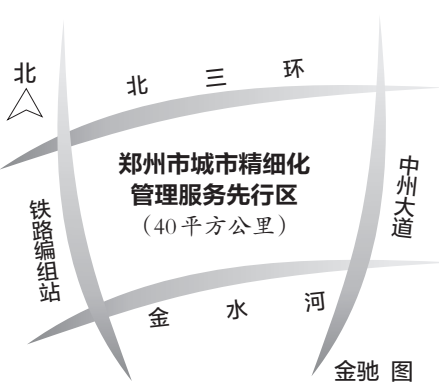 北
北三环
郑州市城市精细化
管理服务先行区
（40平方公里）
中州大道
铁路编组站
金水河
金驰 图